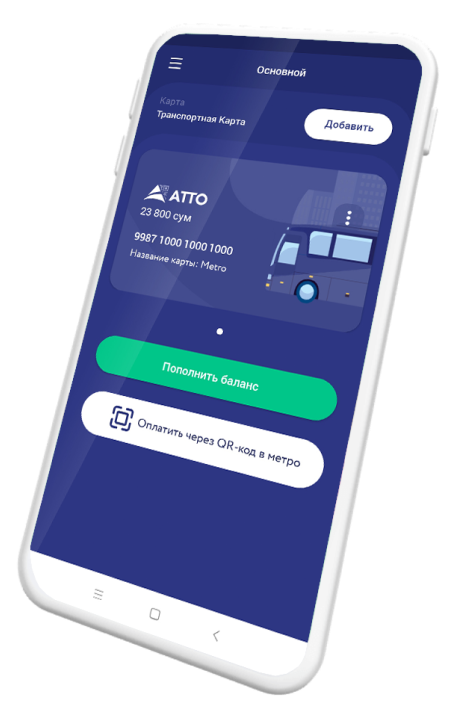 Основной
Карта
Транспортная Карта
Добавить
ATTO
23 800 сум
9987 1000 1000 1000
Название карты: Metro
Пополнить баланс
Оплатить через QR-код в метро